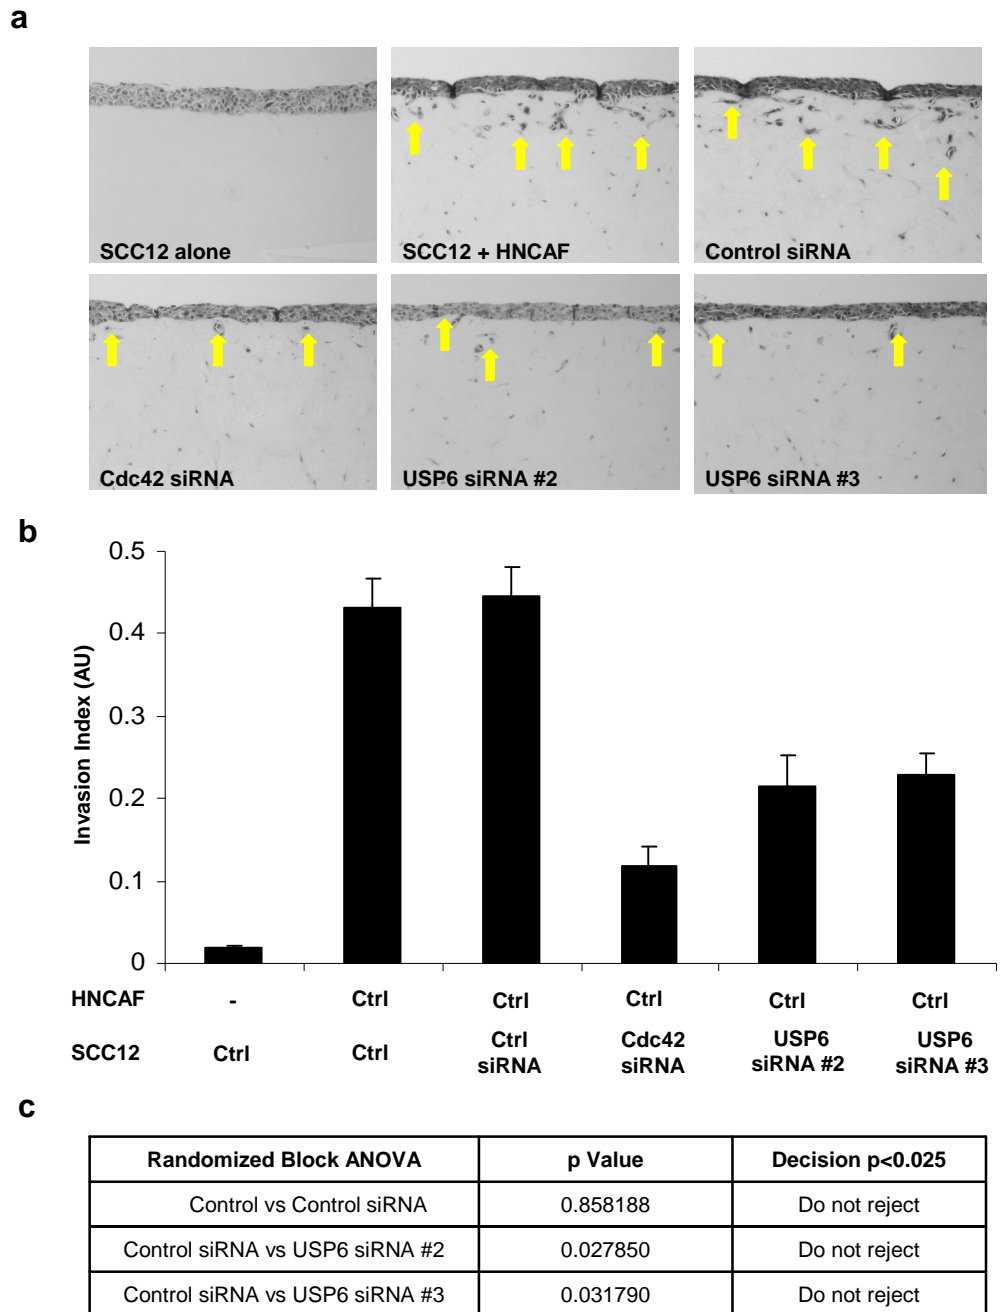 a
SCC12 alone
SCC12 + HNCAF
Control siRNA
Cdc42 siRNA
USP6 siRNA #2
USP6 siRNA #3
b
Invasion Index (AU)
0.5
0.4
0.3
0.2
0.1
0
HNCAF - Ctrl Ctrl Ctrl Ctrl Ctrl
SCC12 Ctrl Ctrl Ctrl siRNA Cdc42 siRNA USP6 siRNA #2 USP6 siRNA #3
c
Randomized Block ANOVA p Value Decision p<0.025
Control vs Control siRNA 0.858188 Do not reject
Control siRNA vs USP6 siRNA #2 0.027850 Do not reject
Control siRNA vs USP6 siRNA #3 0.031790 Do not reject